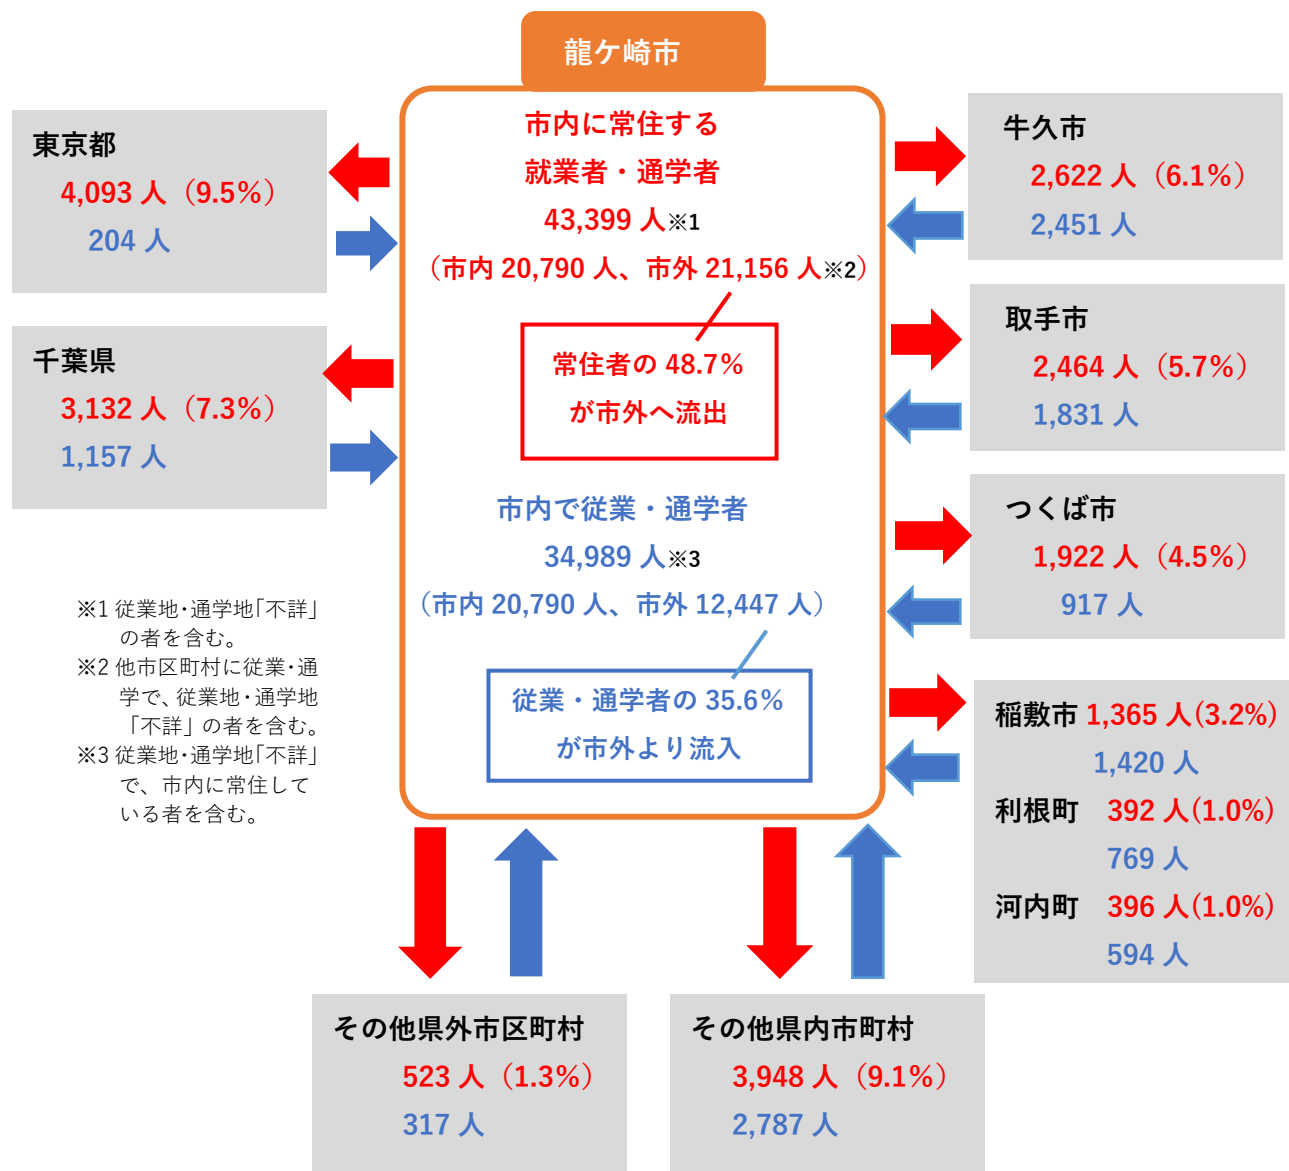 龍ケ崎市
市内に常住する
就業者・通学者
43,399 人※1
（市内 20,790 人、市外 21,156 人※2）
常住者の 48.7%
が市外へ流出
市内で従業・通学者
34,989 人※3
（市内 20,790 人、市外 12,447 人）
従業・通学者の 35.6%
が市外より流入
東京都
4,093 人（9.5%）
204 人
千葉県
3,132 人（7.3%）
1,157 人
※1 従業地・通学地「不詳」
の者を含む。
※2 他市区町村に従業・通
学で、従業地・通学地
「不詳」の者を含む。
※3 従業地・通学地「不詳」
で、市内に常住して
いる者を含む。
牛久市
2,622 人（6.1%）
2,451 人
取手市
2,464 人（5.7%）
1,831 人
つくば市
1,922 人（4.5%）
917 人
稲敷市 1,365 人(3.2%)
1,420 人
利根町 392 人(1.0%)
769 人
河内町 396 人(1.0%)
594 人
その他県外市区町村
523 人（1.3%）
317 人
その他県内市町村
3,948 人（9.1%）
2,787 人